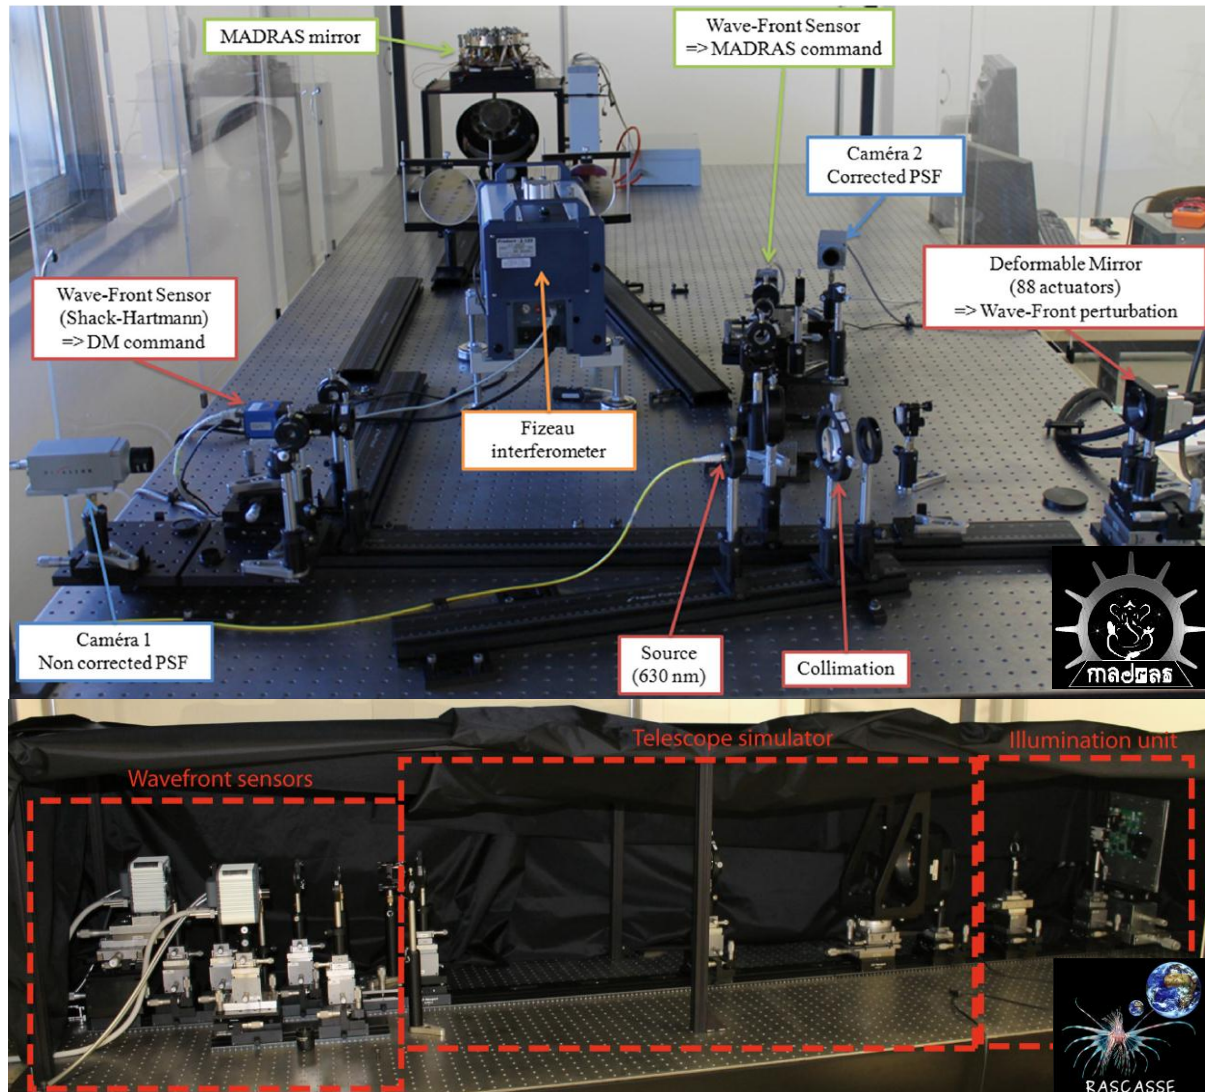 MADRAS mirror
Wave-Front Sensor
=> MADRAS command
Caméra 2
Corrected PSF
Deformable Mirror
(88 actuators)
=> Wave-Front perturbation
Wave-Front Sensor
(Shack-Hartmann)
=> DM command
Fizeau
interferometer
Caméra 1
Non corrected PSF
Source
(630 nm)
Collimation
madras
Wavefront sensors
Telescope simulator
Illumination unit
RASCASSE